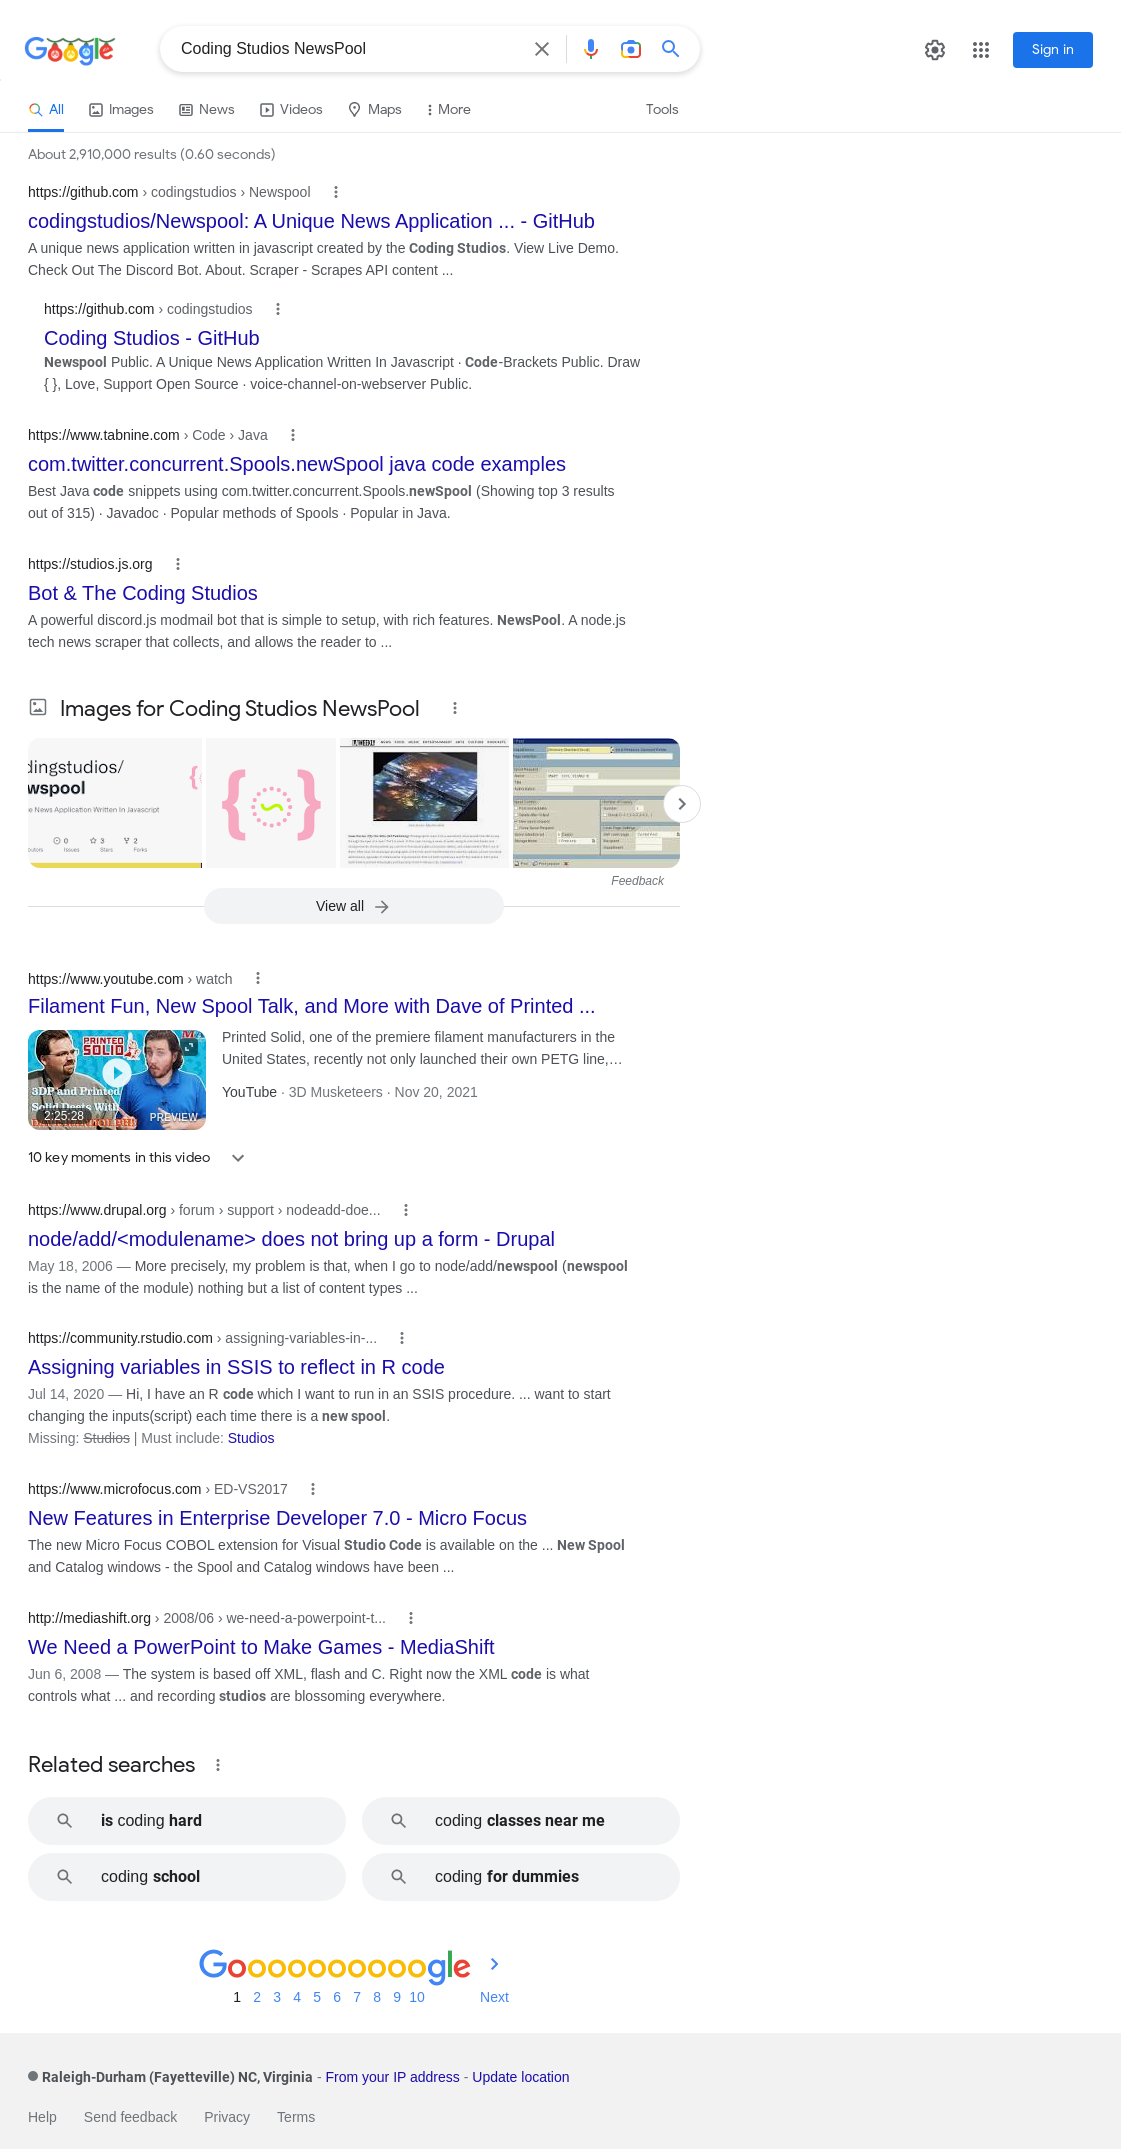 Google
Coding Studios NewsPool
Sign in
All
Images
News
Videos
Maps
More
Tools
About 2,910,000 results (0.60 seconds)
https://github.com › codingstudios › Newspool
codingstudios/Newspool: A Unique News Application ... - GitHub
A unique news application written in javascript created by the Coding Studios. View Live Demo.
Check Out The Discord Bot. About. Scraper - Scrapes API content ...
https://github.com › codingstudios
Coding Studios - GitHub
Newspool Public. A Unique News Application Written In Javascript · Code-Brackets Public. Draw
{ }, Love, Support Open Source · voice-channel-on-webserver Public.
https://www.tabnine.com › Code › Java
com.twitter.concurrent.Spools.newSpool java code examples
Best Java code snippets using com.twitter.concurrent.Spools.newSpool (Showing top 3 results
out of 315) · Javadoc · Popular methods of Spools · Popular in Java.
https://studios.js.org
Bot & The Coding Studios
A powerful discord.js modmail bot that is simple to setup, with rich features. NewsPool. A node.js
tech news scraper that collects, and allows the reader to ...
Images for Coding Studios NewsPool
dingstudios/
wspool
e News Application Written In Javascript
0
3
2
utors
Issues
Stars
Forks
LA WEEKLY
NEWS FOOD MUSIC ENTERTAINMENT ARTS CULTURE PODCASTS
Feedback
View all
https://www.youtube.com › watch
Filament Fun, New Spool Talk, and More with Dave of Printed ...
PRINTED
SOLID
3DP and Printed
Solid Deets With
2:25:28
PREVIEW
Printed Solid, one of the premiere filament manufacturers in the
United States, recently not only launched their own PETG line,…
YouTube · 3D Musketeers · Nov 20, 2021
10 key moments in this video
https://www.drupal.org › forum › support › nodeadd-doe...
node/add/<modulename> does not bring up a form - Drupal
May 18, 2006 — More precisely, my problem is that, when I go to node/add/newspool (newspool
is the name of the module) nothing but a list of content types ...
https://community.rstudio.com › assigning-variables-in-...
Assigning variables in SSIS to reflect in R code
Jul 14, 2020 — Hi, I have an R code which I want to run in an SSIS procedure. ... want to start
changing the inputs(script) each time there is a new spool.
Missing: Studios | Must include: Studios
https://www.microfocus.com › ED-VS2017
New Features in Enterprise Developer 7.0 - Micro Focus
The new Micro Focus COBOL extension for Visual Studio Code is available on the ... New Spool
and Catalog windows - the Spool and Catalog windows have been ...
http://mediashift.org › 2008/06 › we-need-a-powerpoint-t...
We Need a PowerPoint to Make Games - MediaShift
Jun 6, 2008 — The system is based off XML, flash and C. Right now the XML code is what
controls what ... and recording studios are blossoming everywhere.
Related searches
is coding hard
coding classes near me
coding school
coding for dummies
Goooooooooogle
1 2 3 4 5 6 7 8 9 10 Next
Raleigh-Durham (Fayetteville) NC, Virginia - From your IP address - Update location
Help Send feedback Privacy Terms